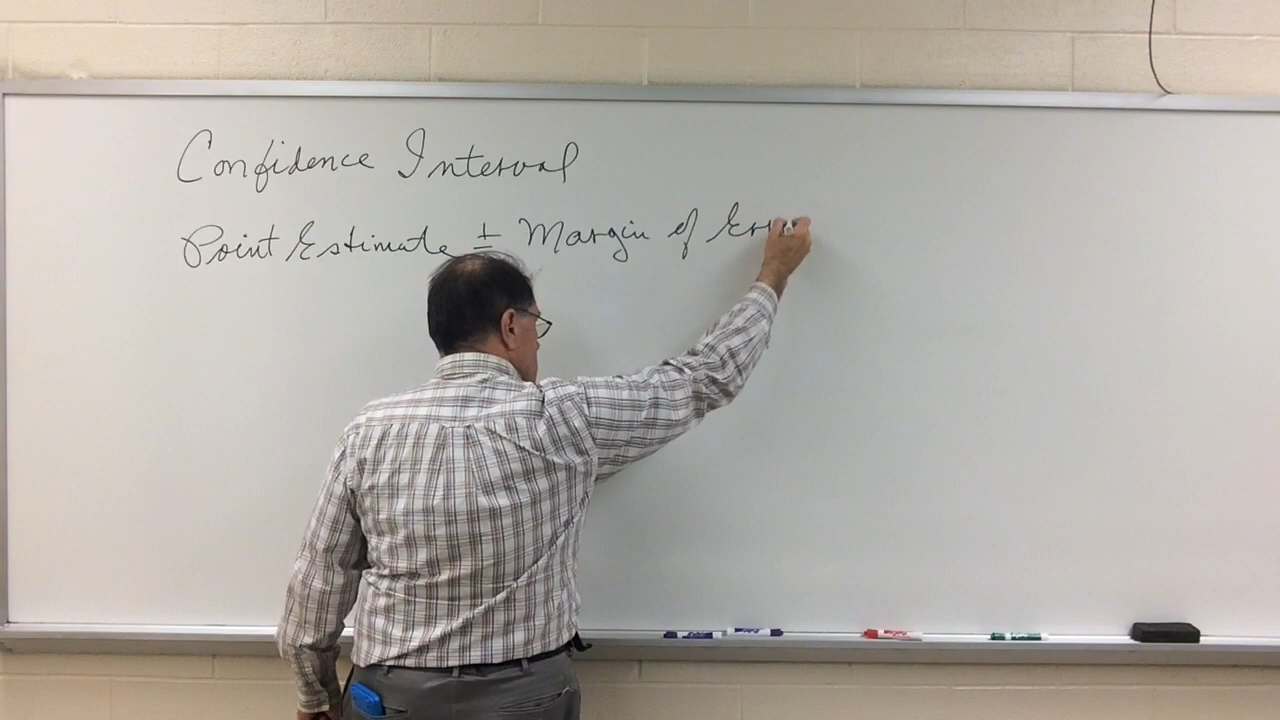 Confidence Interval
Point Estimate ± Margin of